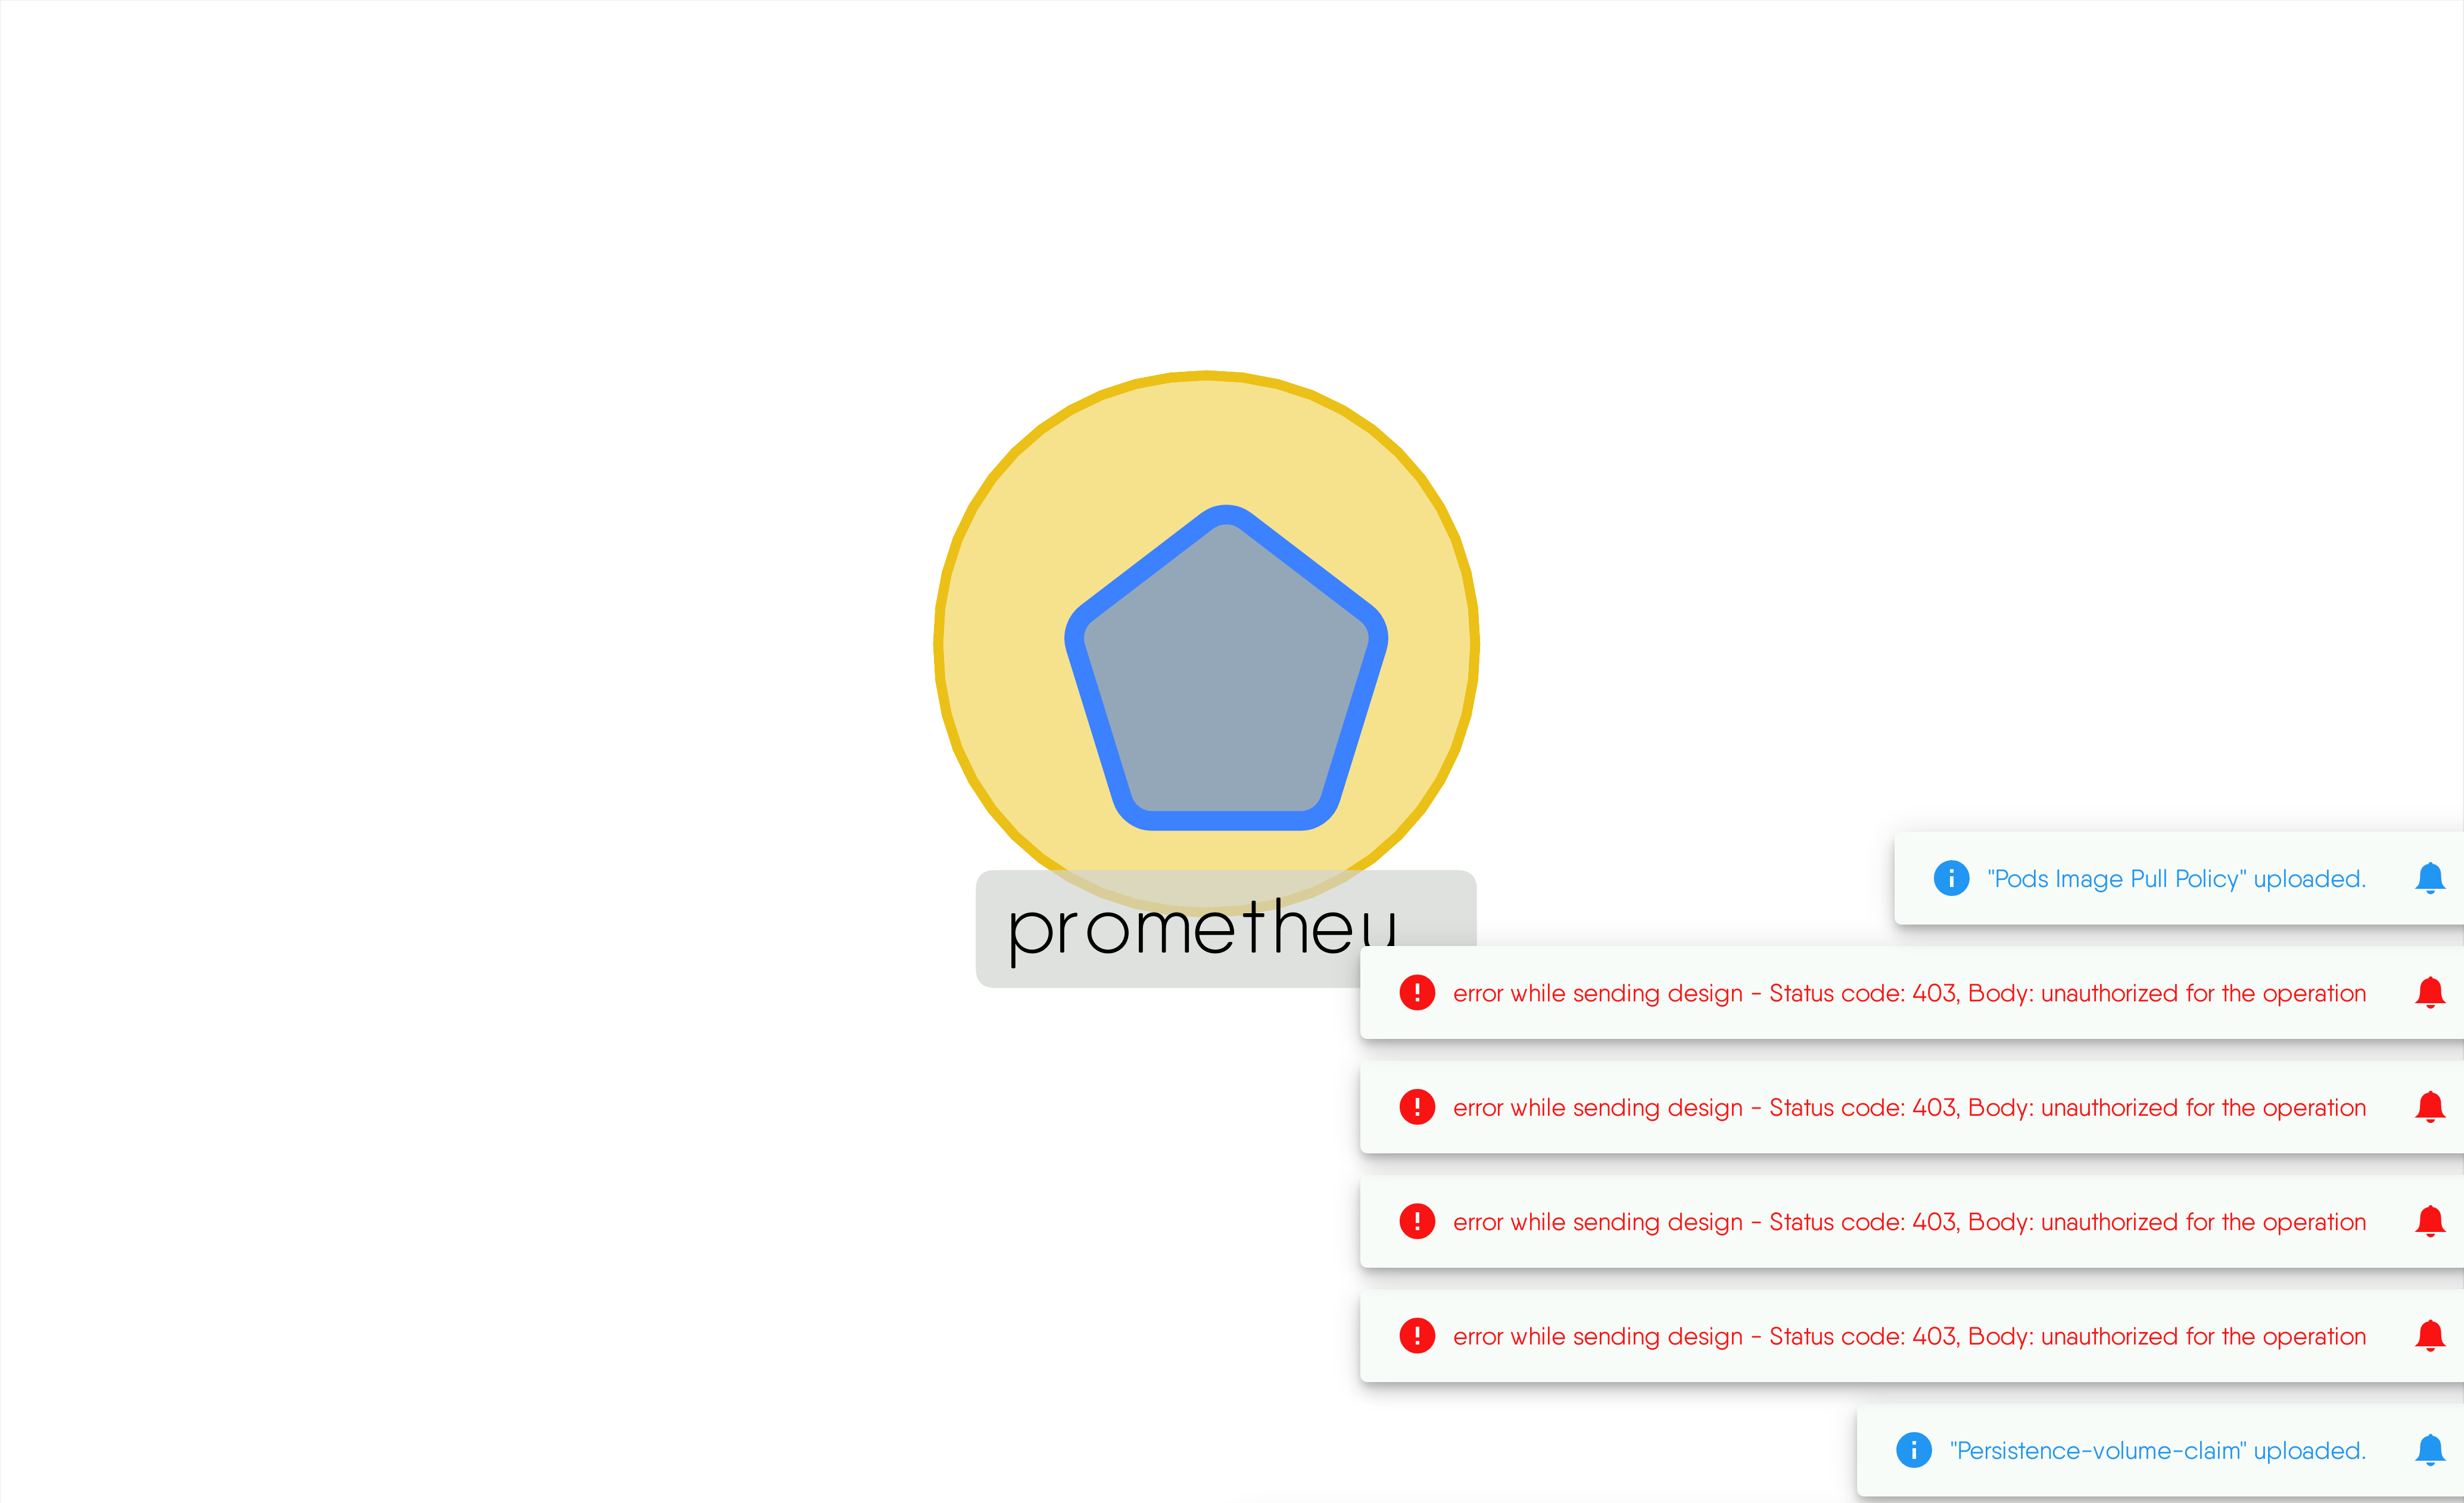 "Pods Image Pull Policy" uploaded.
prometheu
error while sending design - Status code: 403, Body: unauthorized for the operation
error while sending design - Status code: 403, Body: unauthorized for the operation
error while sending design - Status code: 403, Body: unauthorized for the operation
error while sending design - Status code: 403, Body: unauthorized for the operation
"Persistence-volume-claim" uploaded.